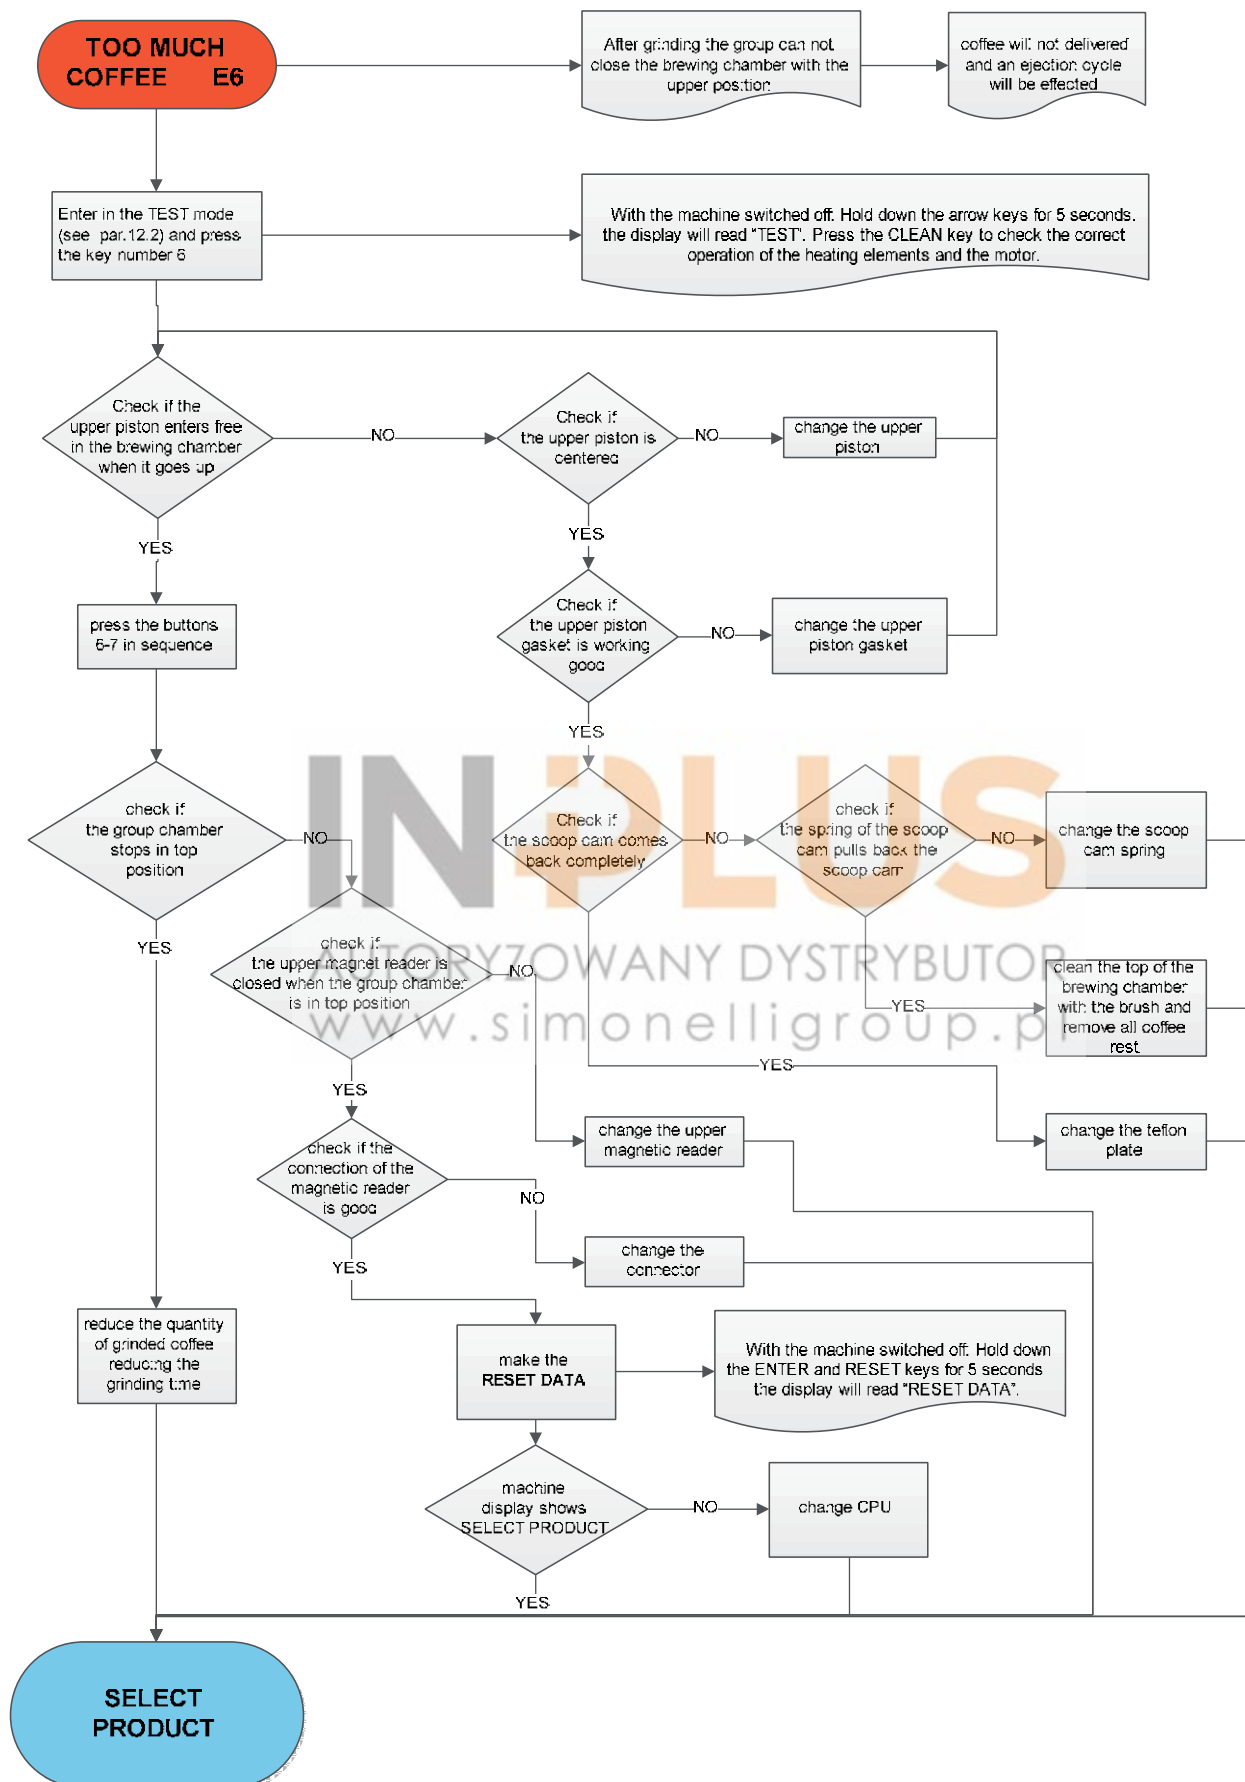 TOO MUCH
COFFEE E6
After grinding the group can not
close the brewing chamber with the
upper position
coffee will not delivered
and an ejection cycle
will be effected
Enter in the TEST mode
(see par.12.2) and press
the key number 6
With the machine switched off. Hold down the arrow keys for 5 seconds.
the display will read "TEST". Press the CLEAN key to check the correct
operation of the heating elements and the motor.
Check if the
upper piston enters free
in the brewing chamber
when it goes up
NO
Check if
the upper piston is
centered
NO
change the upper
piston
YES
YES
press the buttons
6-7 in sequence
Check if
the upper piston
gasket is working
good
NO
change the upper
piston gasket
YES
IN PLUS
check if
the group chamber
stops in top
position
NO
Check if
the scoop cam comes
back completely
NO
check if
the spring of the scoop
cam pulls back the
scoop cam
NO
change the scoop
cam spring
YES
check if
the upper magnet reader is
closed when the group chamber
is in top position
NO
AUTORYZOWANY DYSTRYBUTOR
www.simonelligroup.pl
YES
clean the top of the
brewing chamber
with the brush and
remove all coffee
rest
YES
YES
check if the
connection of the
magnetic reader
is good
NO
change the upper
magnetic reader
change the teflon
plate
YES
change the
connector
reduce the quantity
of grinded coffee
reducing the
grinding time
make the
RESET DATA
With the machine switched off. Hold down
the ENTER and RESET keys for 5 seconds
the display will read "RESET DATA".
machine
display shows
SELECT PRODUCT
NO
change CPU
YES
SELECT
PRODUCT